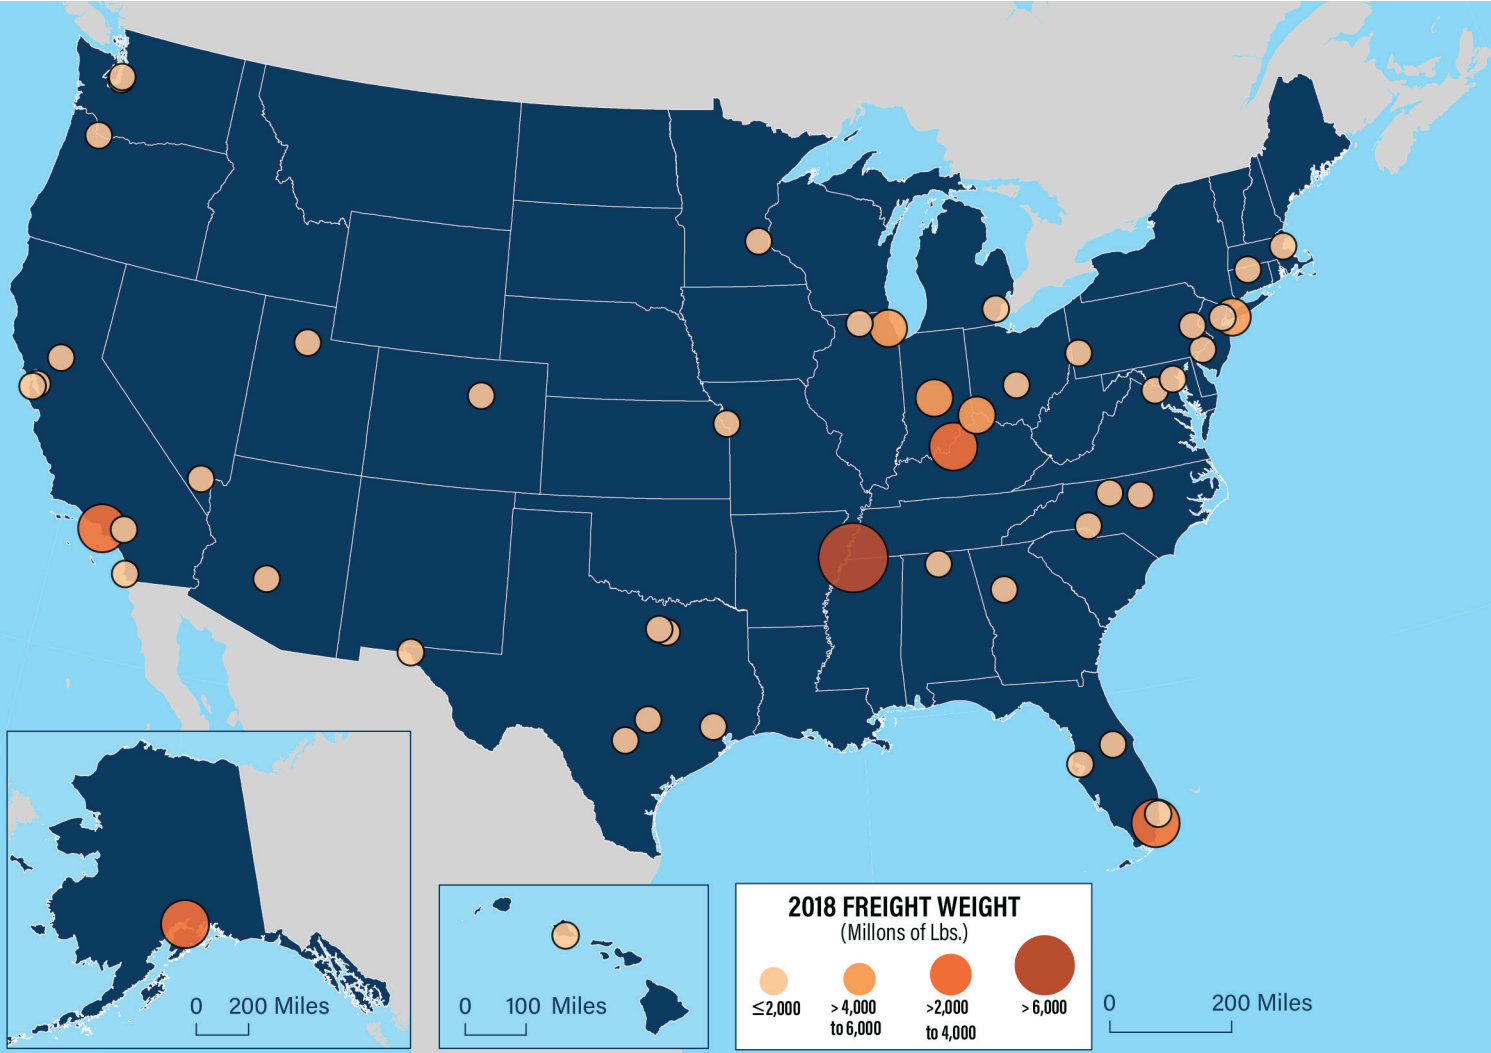 2018 FREIGHT WEIGHT
(Millons of Lbs.)
≤2,000
> 4,000
to 6,000
>2,000
to 4,000
> 6,000
0 200 Miles
0 100 Miles
0 200 Miles